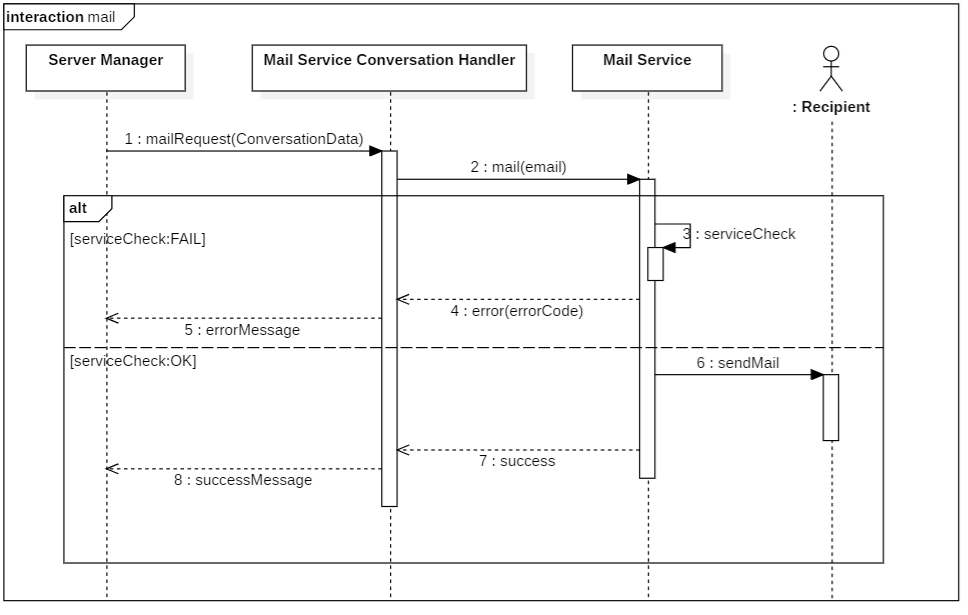 interaction mail
Server Manager
Mail Service Conversation Handler
Mail Service
: Recipient
1 : mailRequest(ConversationData)
2 : mail(email)
alt
3 : serviceCheck
[serviceCheck:FAIL]
4 : error(errorCode)
5 : errorMessage
[serviceCheck:OK]
6 : sendMail
7 : success
8 : successMessage